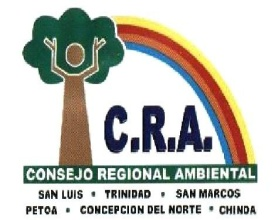 C.R.A.
CONSEJO REGIONAL AMBIENTAL
SAN LUIS • TRINIDAD • SAN MARCOS
PETOA • CONCEPCION DEL NORTE • CHINDA